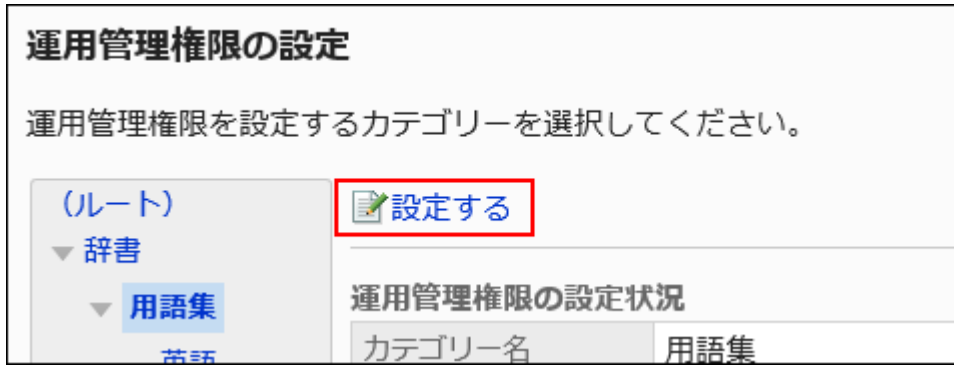 運用管理権限の設定
運用管理権限を設定するカテゴリーを選択してください。
(ルート)
設定する
辞書
用語集
運用管理権限の設定状況
英語
カテゴリー名
用語集